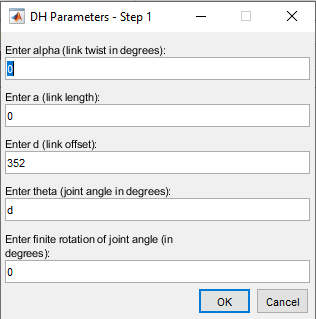 DH Parameters - Step 1
Enter alpha (link twist in degrees):
0
Enter a (link length):
0
Enter d (link offset):
352
Enter theta (joint angle in degrees):
d
Enter finite rotation of joint angle (in
degrees):
0
OK Cancel